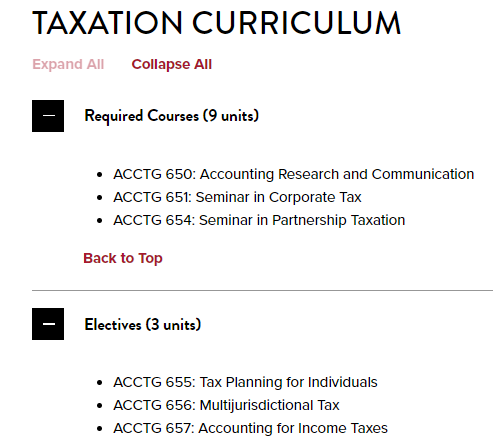 TAXATION CURRICULUM
Expand All Collapse All
Required Courses (9 units)
ACCTG 650: Accounting Research and Communication
ACCTG 651: Seminar in Corporate Tax
ACCTG 654: Seminar in Partnership Taxation
Back to Top
Electives (3 units)
ACCTG 655: Tax Planning for Individuals
ACCTG 656: Multijurisdictional Tax
ACCTG 657: Accounting for Income Taxes